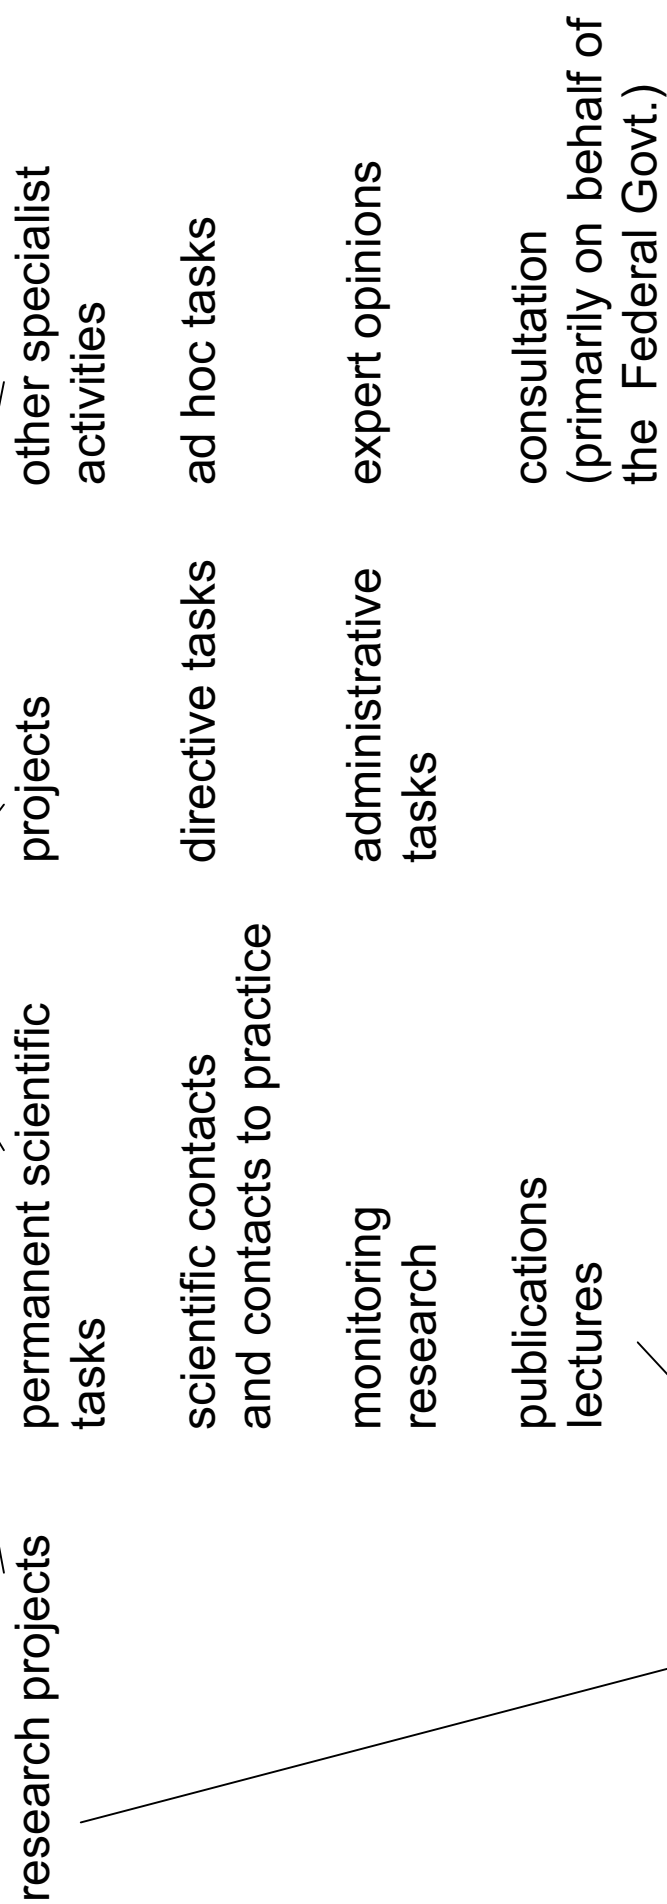 research projects
permanent scientific
tasks
scientific contacts
and contacts to practice
monitoring
research
publications
lectures
projects
directive tasks
administrative
tasks
other specialist
activities
ad hoc tasks
expert opinions
consultation
(primarily on behalf of
the Federal Govt.)